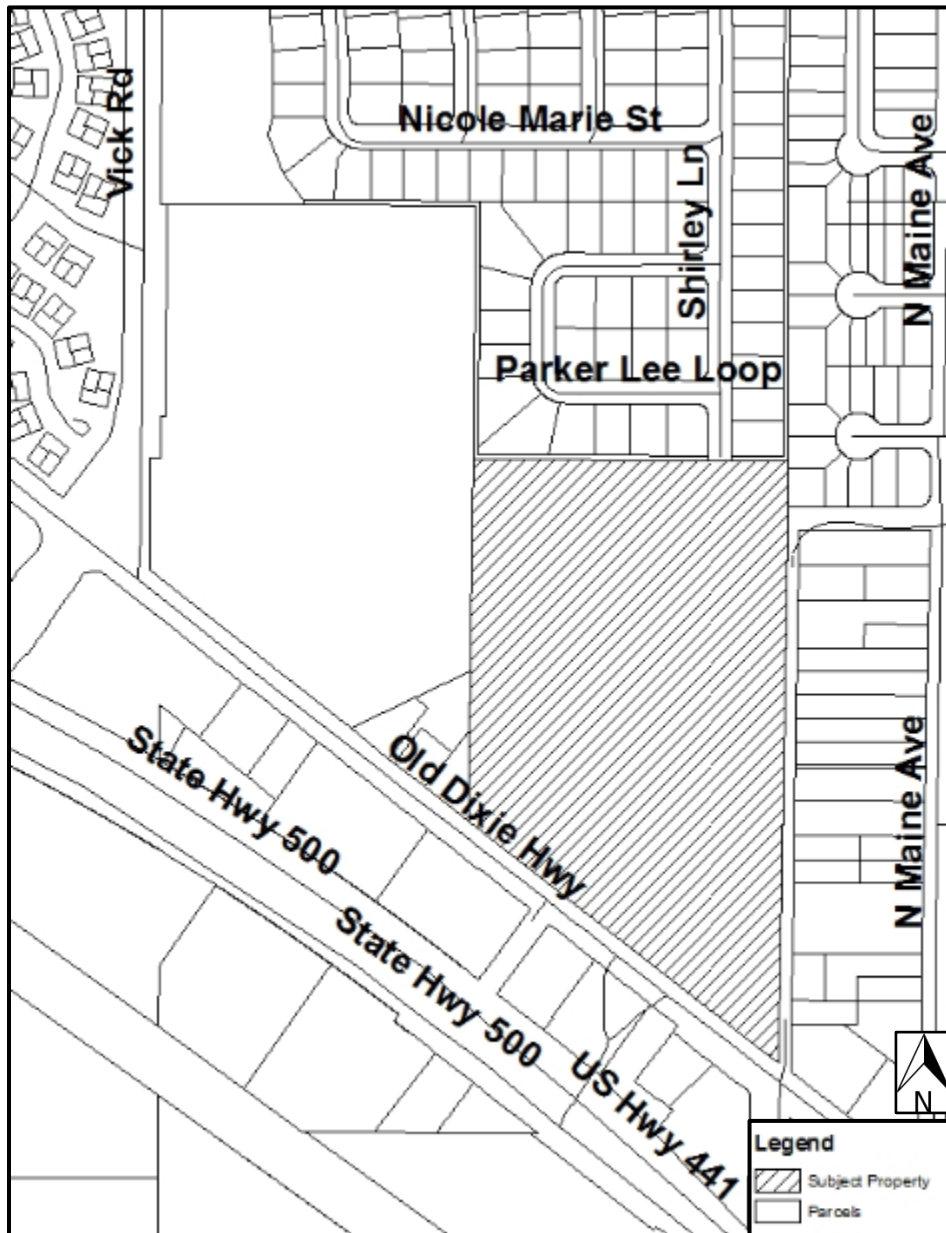 Vick Rd
Nicole Marie St
Shirley Ln
N Maine Ave
Parker Lee Loop
Old Dixie Hwy
State Hwy 500
N Maine Ave
State Hwy 500
US Hwy 441
N
Legend
Subject Property
Parcels